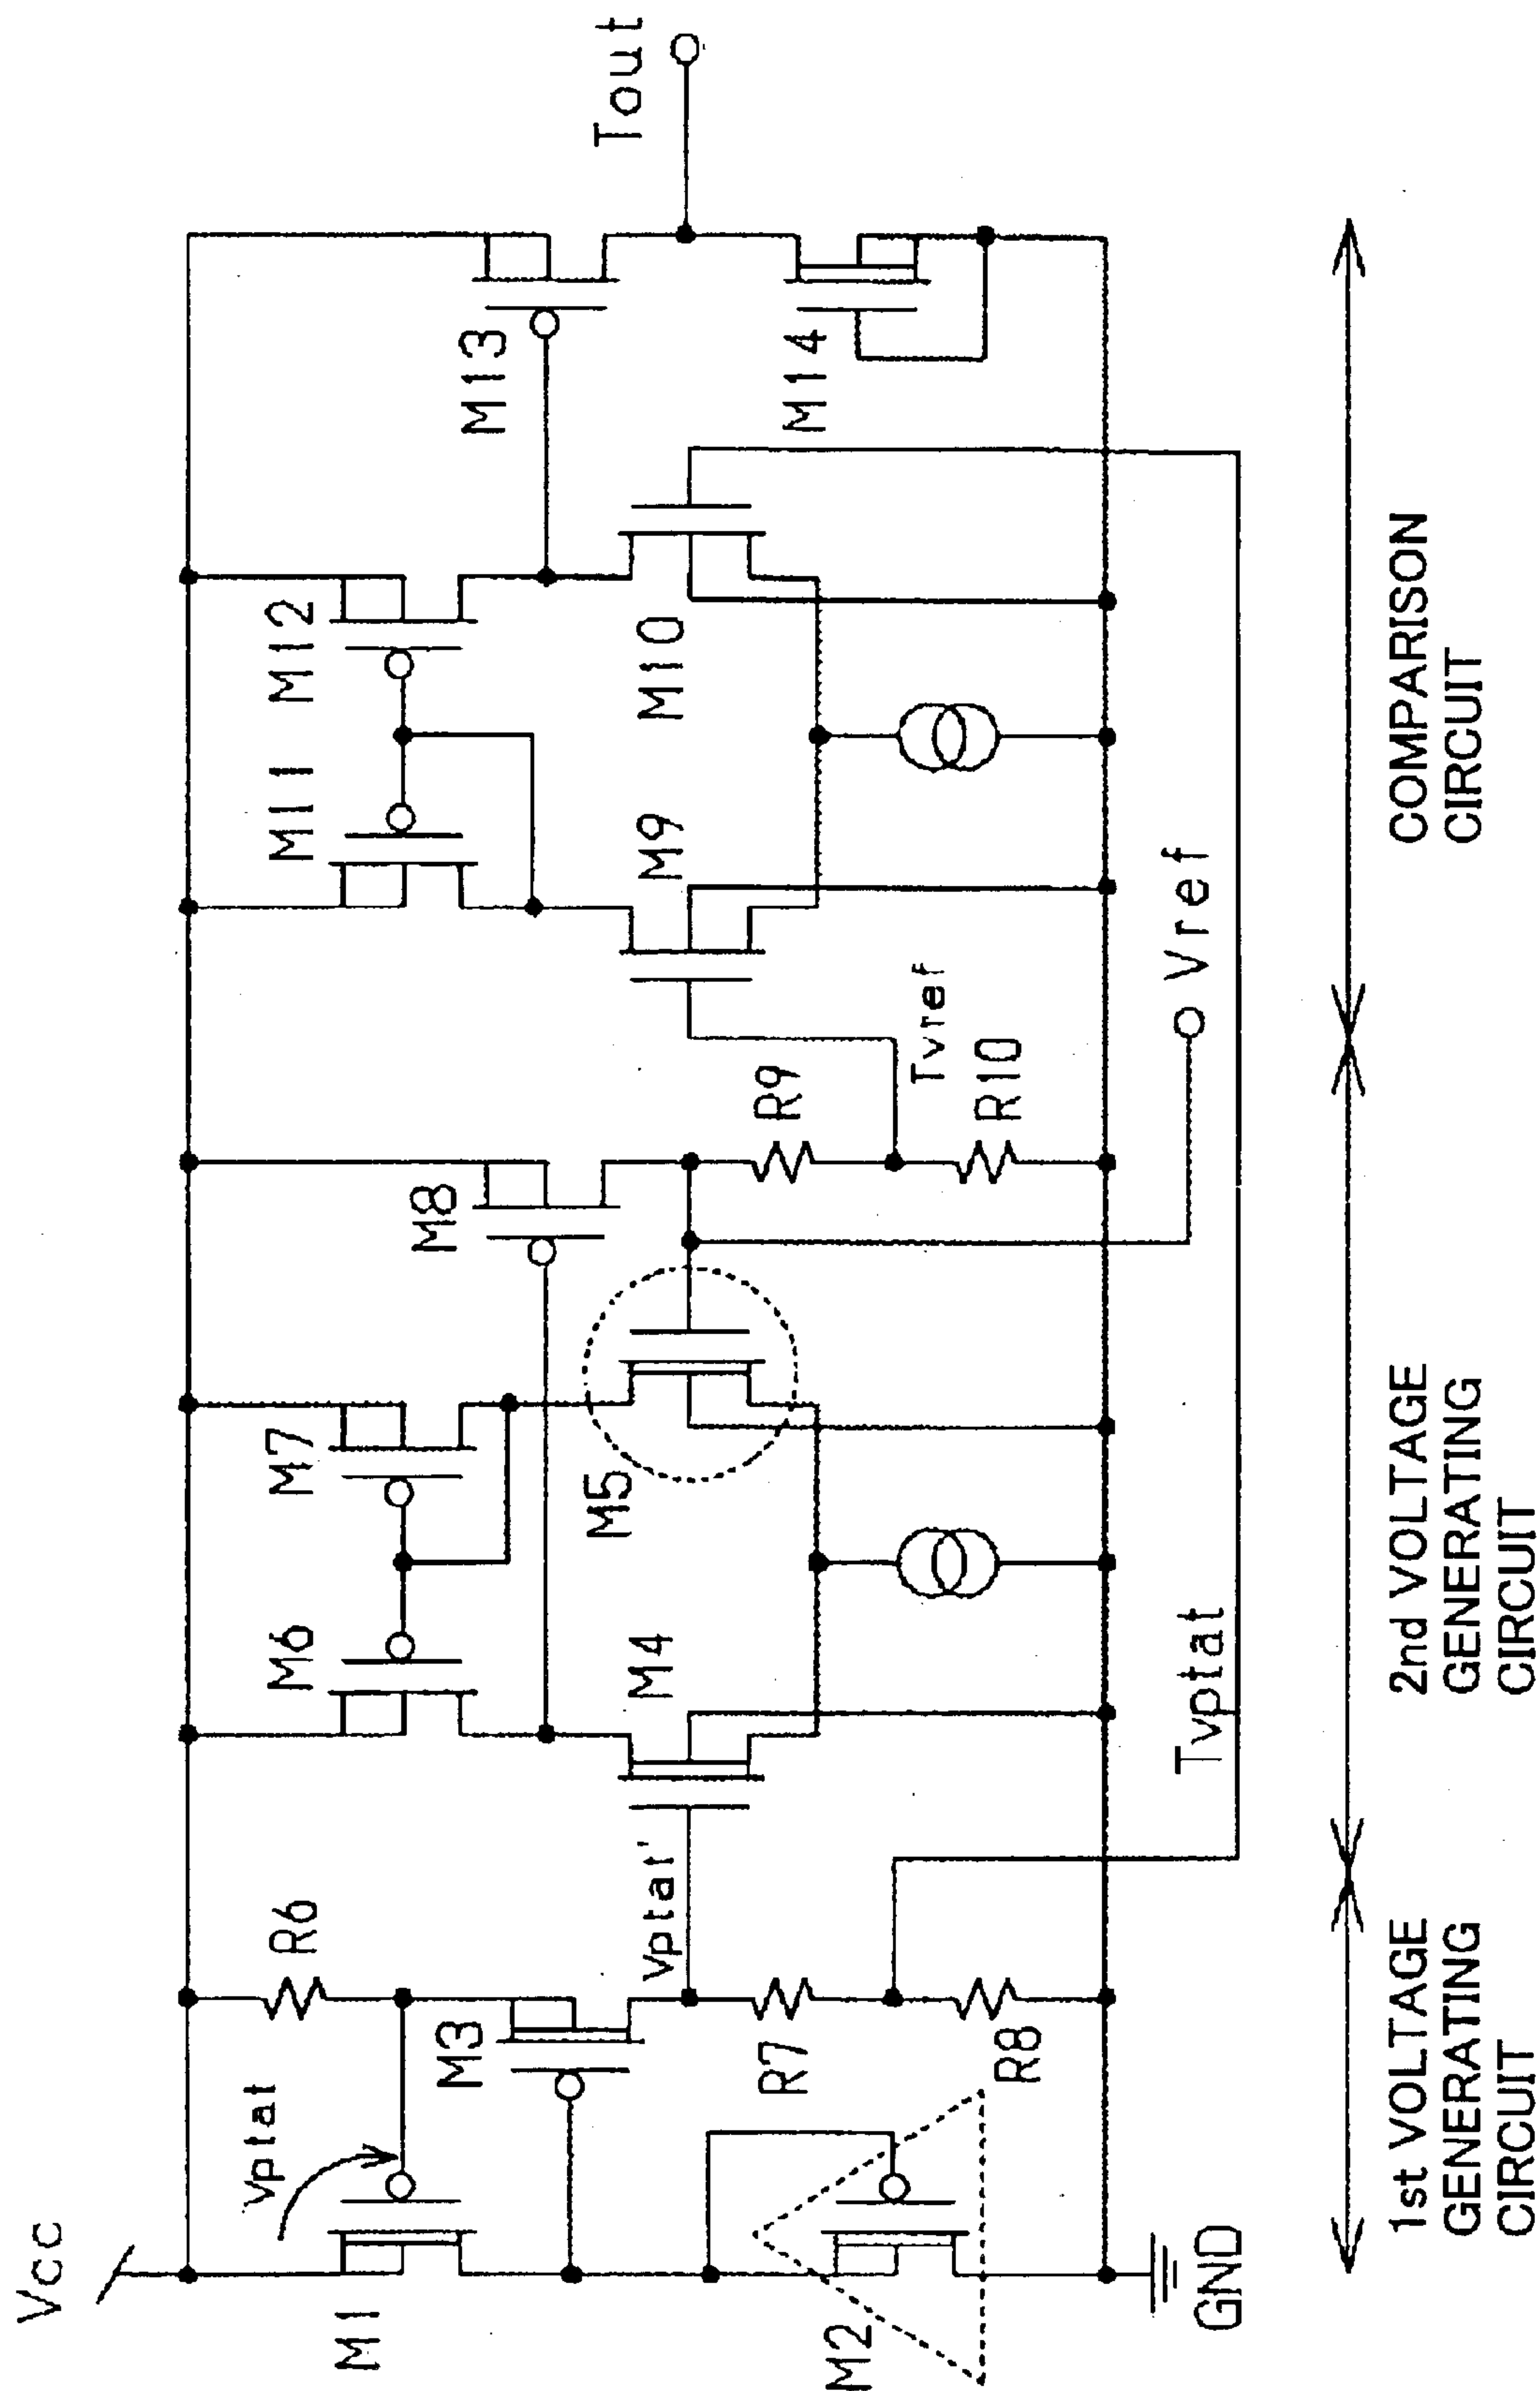 Vcc
M1
Vptat
R6
M3
M2
R7
R8
GND
Vptat'
M4
M6
M7
M5
M8
Tvptat
R9
R10
Tvref
Vref
M9
M11
M12
M10
M13
M14
Tout
1st VOLTAGE
GENERATING
CIRCUIT
2nd VOLTAGE
GENERATING
CIRCUIT
COMPARISON
CIRCUIT